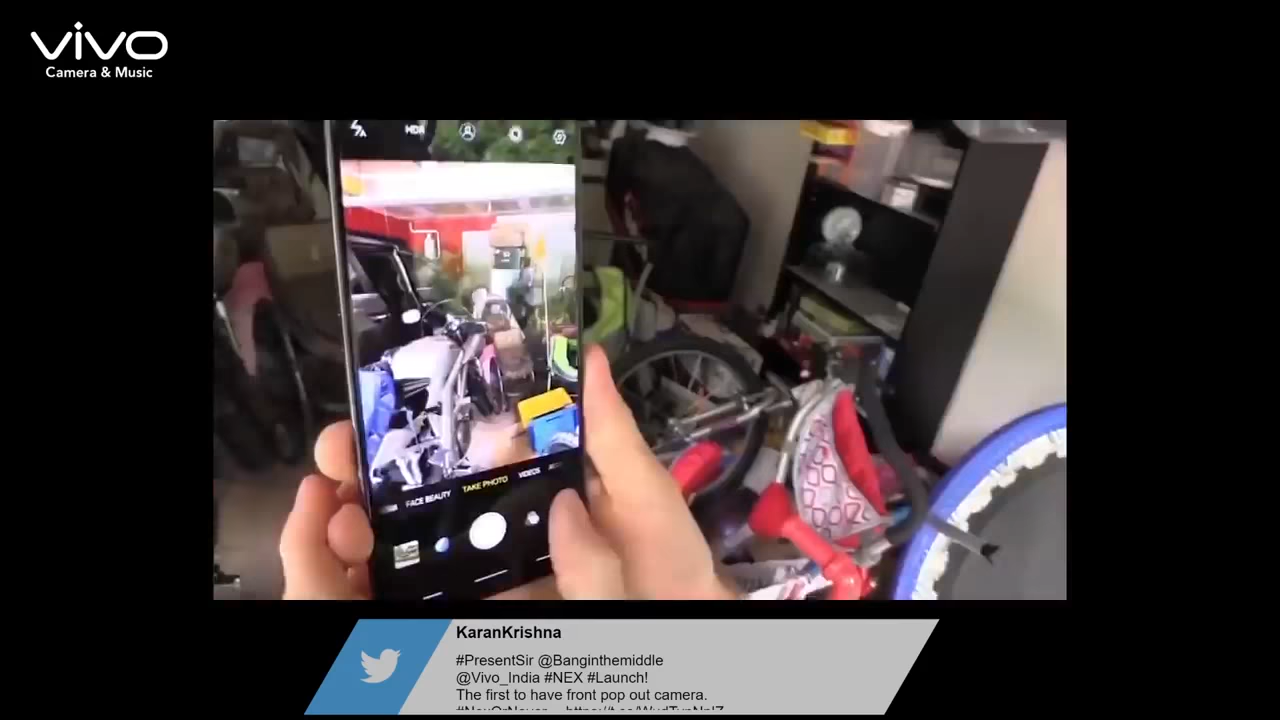 vivo
Camera & Music
HDR
FACE BEAUTY
TAKE PHOTO
VIDEOS
KaranKrishna
#PresentSir @Banginthemiddle
@Vivo_India #NEX #Launch!
The first to have front pop out camera.